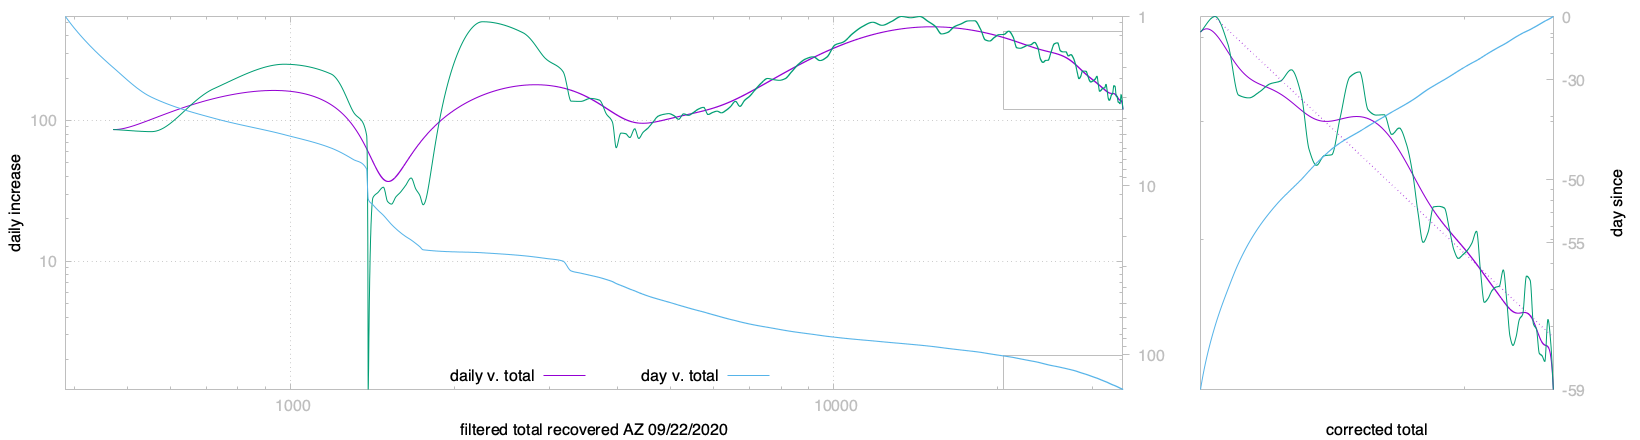 daily increase
100
10
1000
10000
daily v. total
day v. total
filtered total recovered AZ 09/22/2020
1
10
100
0
-30
-50
-55
-59
day since
corrected total